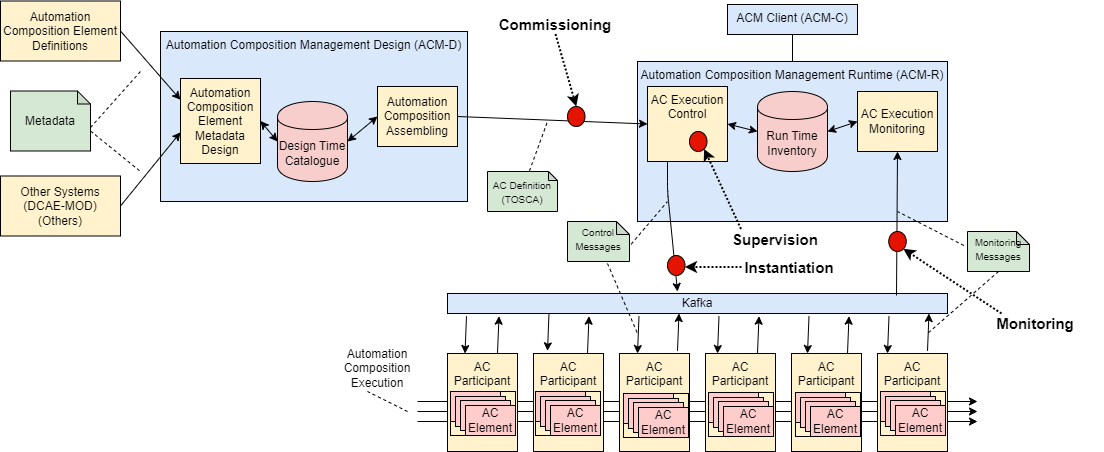 Automation
Composition Element
Definitions
Metadata
Other Systems
(DCAE-MOD)
(Others)
Automation Composition Management Design (ACM-D)
Automation
Composition
Element
Metadata
Design
Design Time
Catalogue
Automation
Composition
Assembling
Commissioning
AC Definition
(TOSCA)
ACM Client (ACM-C)
Automation Composition Management Runtime (ACM-R)
AC Execution
Control
Run Time
Inventory
AC Execution
Monitoring
Control
Messages
Supervision
Instantiation
Monitoring
Messages
Monitoring
Kafka
Automation
Composition
Execution
AC
Participant
AC
Element
AC
Participant
AC
Element
AC
Participant
AC
Element
AC
Participant
AC
Element
AC
Participant
AC
Element
AC
Participant
AC
Element